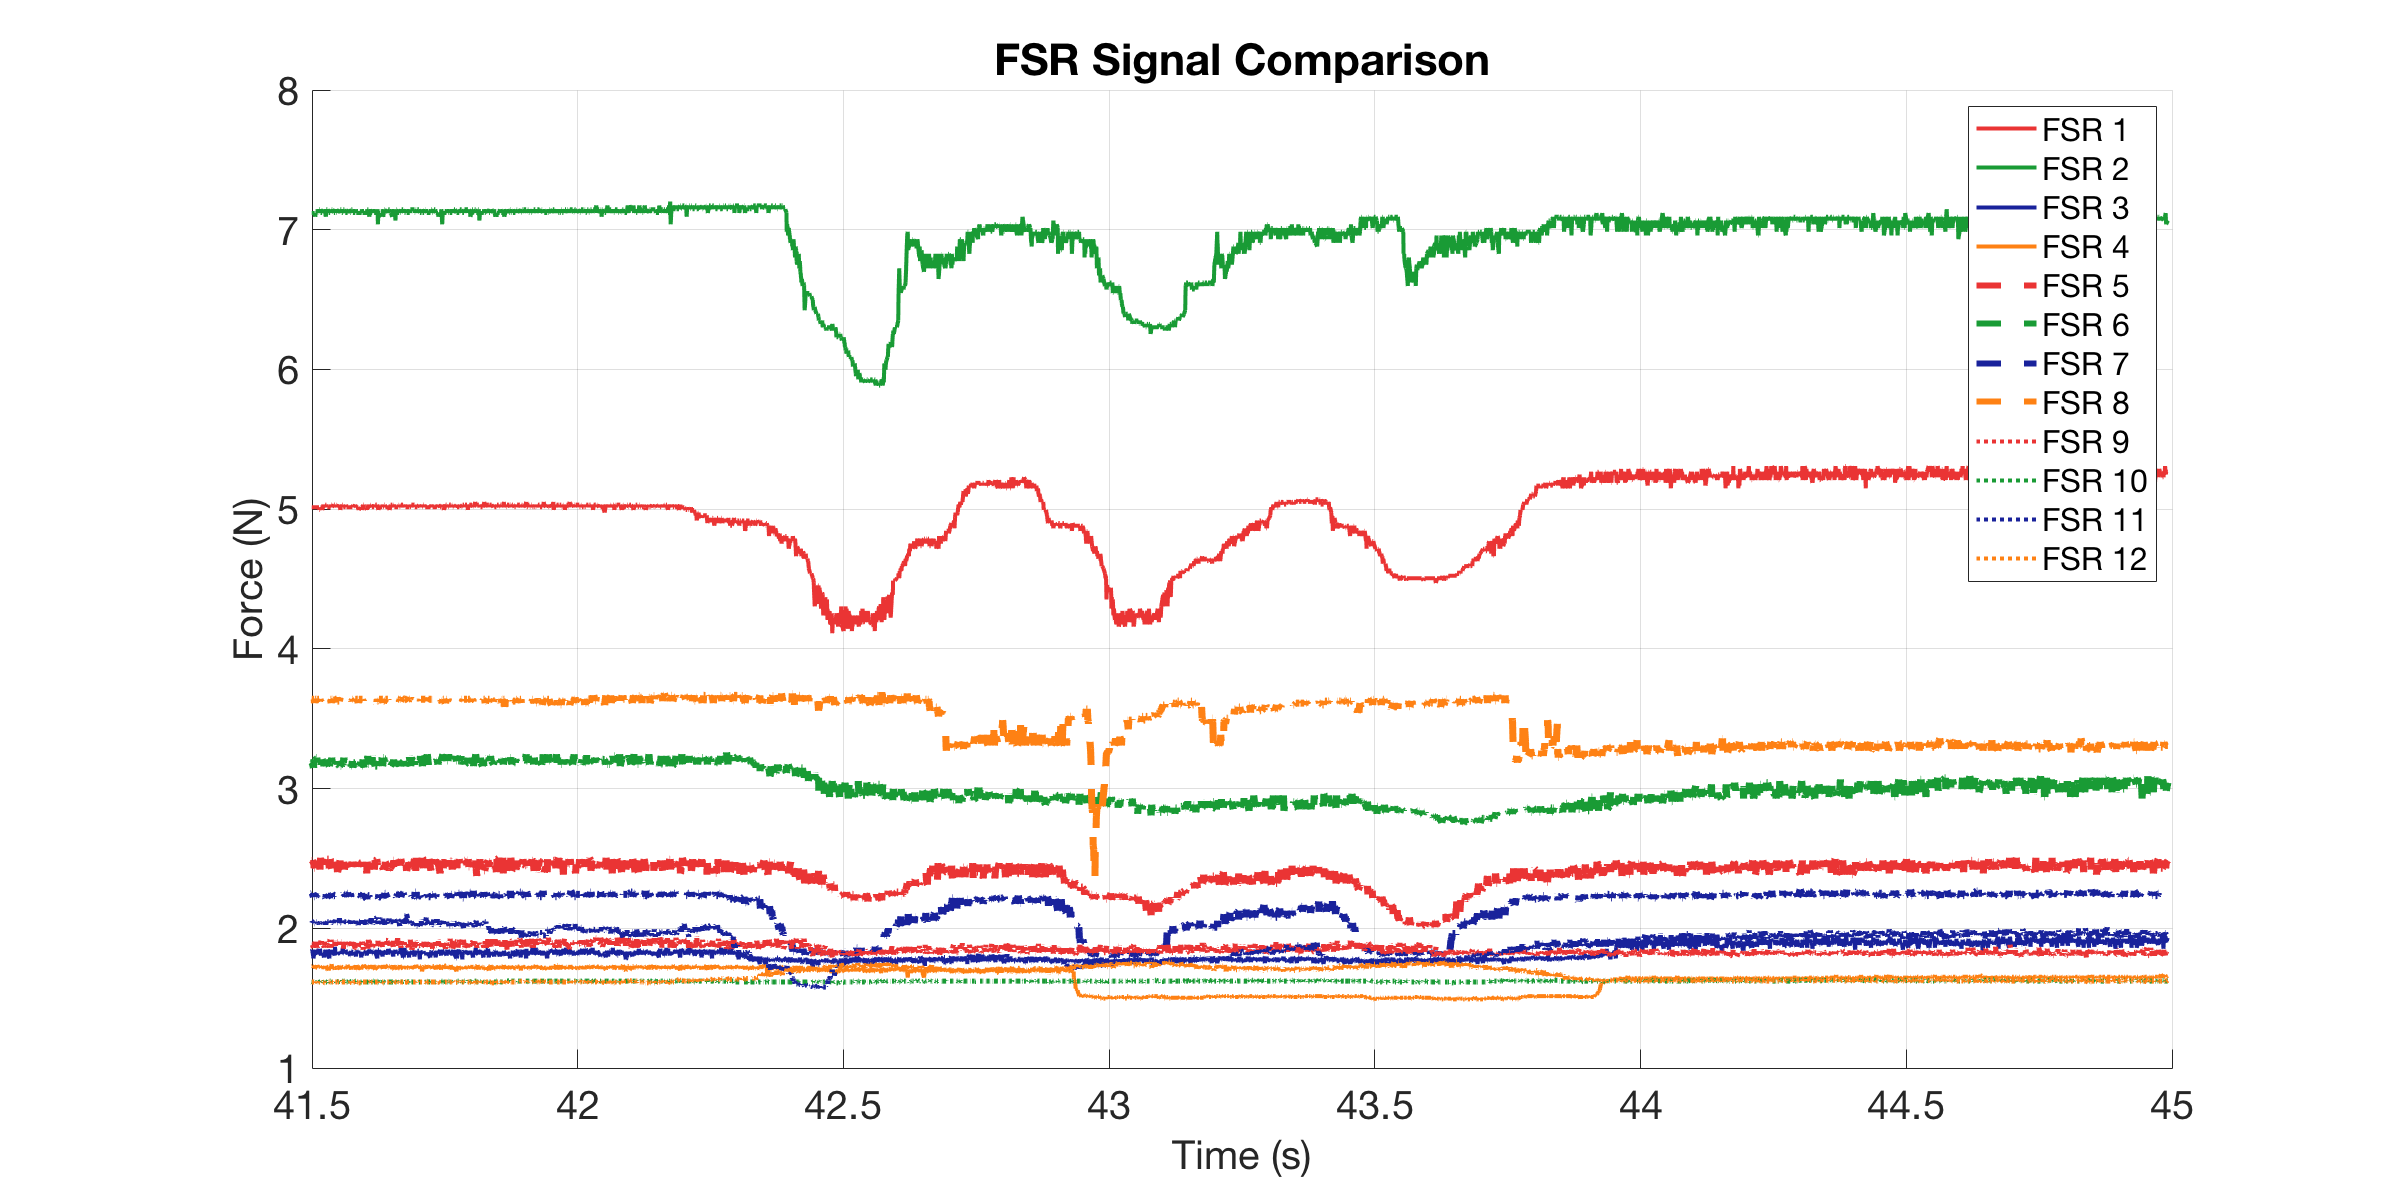 FSR Signal Comparison
8
7
6
5
4
3
2
1
Force (N)
41.5 42 42.5 43 43.5 44 44.5 45
Time (s)
FSR 1
FSR 2
FSR 3
FSR 4
FSR 5
FSR 6
FSR 7
FSR 8
FSR 9
FSR 10
FSR 11
FSR 12